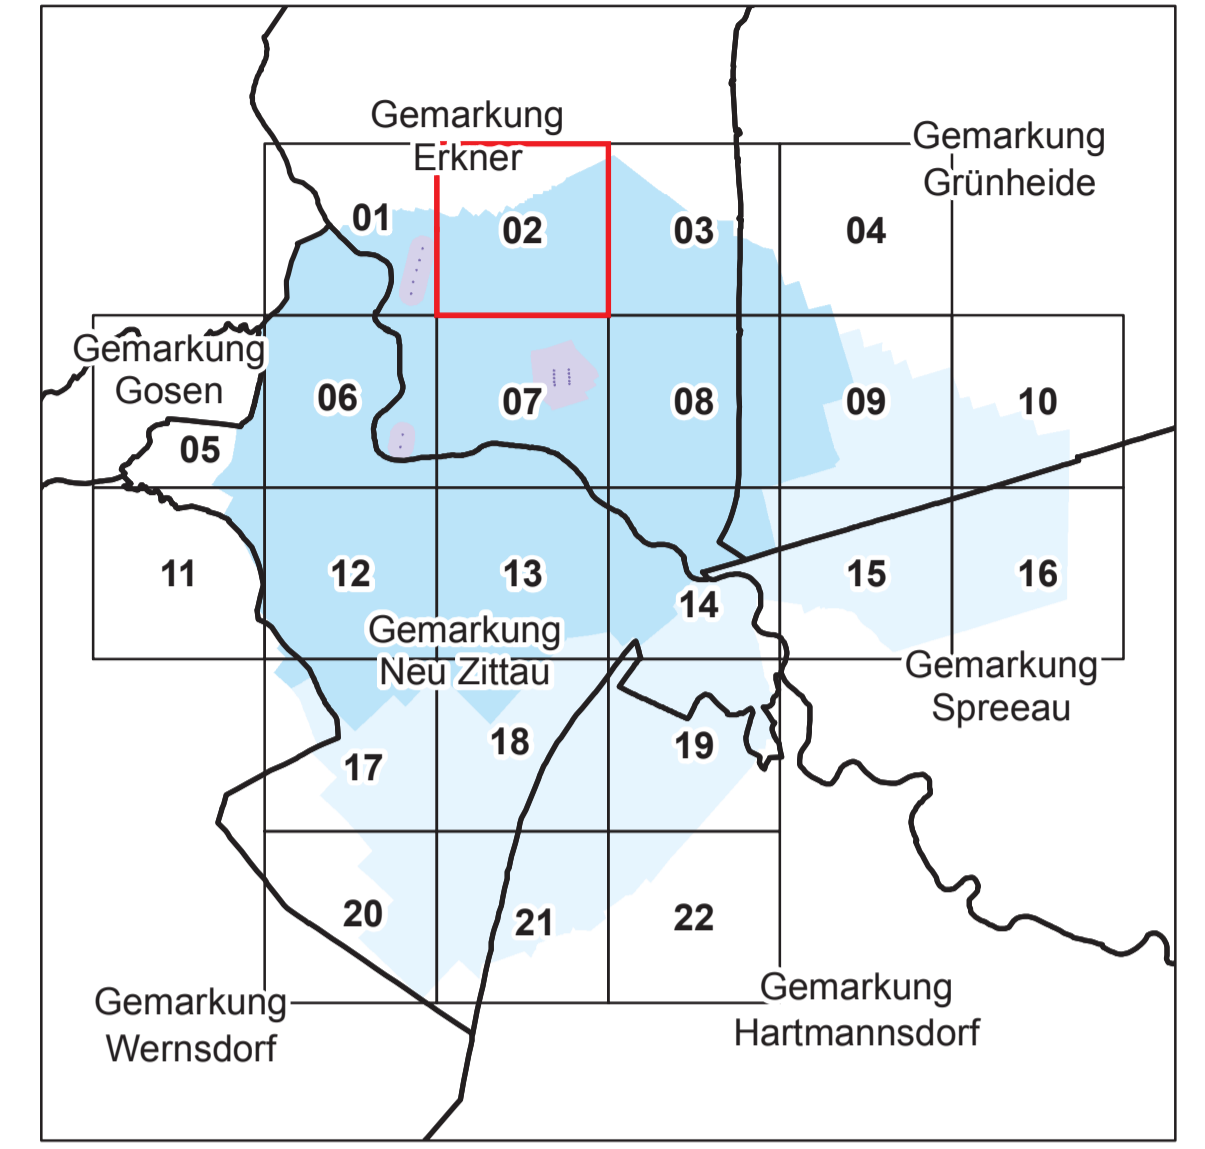 Gemarkung
Erkner
Gemarkung
Grünheide
01
02
03
04
Gemarkung
Gosen
05
06
07
08
09
10
11
12
13
14
15
16
Gemarkung
Neu Zittau
Gemarkung
Spreeau
17
18
19
20
21
22
Gemarkung
Wernsdorf
Gemarkung
Hartmannsdorf